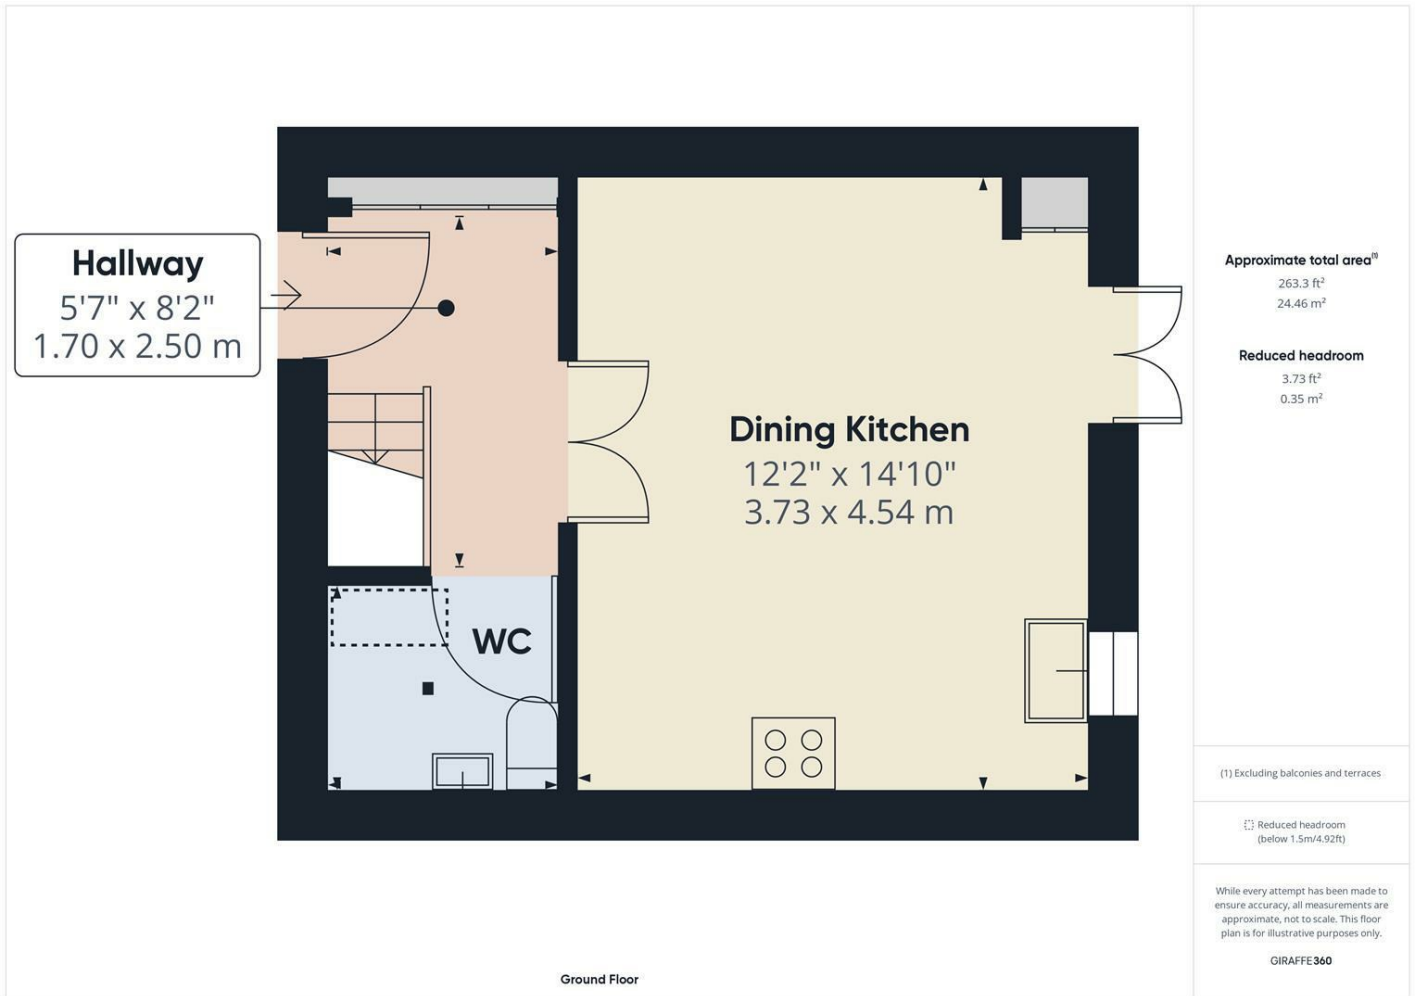 Hallway
5'7" x 8'2"
1.70 x 2.50 m
Dining Kitchen
12'2" x 14'10"
3.73 x 4.54 m
WC
Ground Floor
Approximate total area(1)
263.3 ft²
24.46 m²
Reduced headroom
3.73 ft²
0.35 m²
(1) Excluding balconies and terraces
Reduced headroom
(below 1.5m/4.92ft)
While every attempt has been made to
ensure accuracy, all measurements are
approximate, not to scale. This floor
plan is for illustrative purposes only.
GIRAFFE360